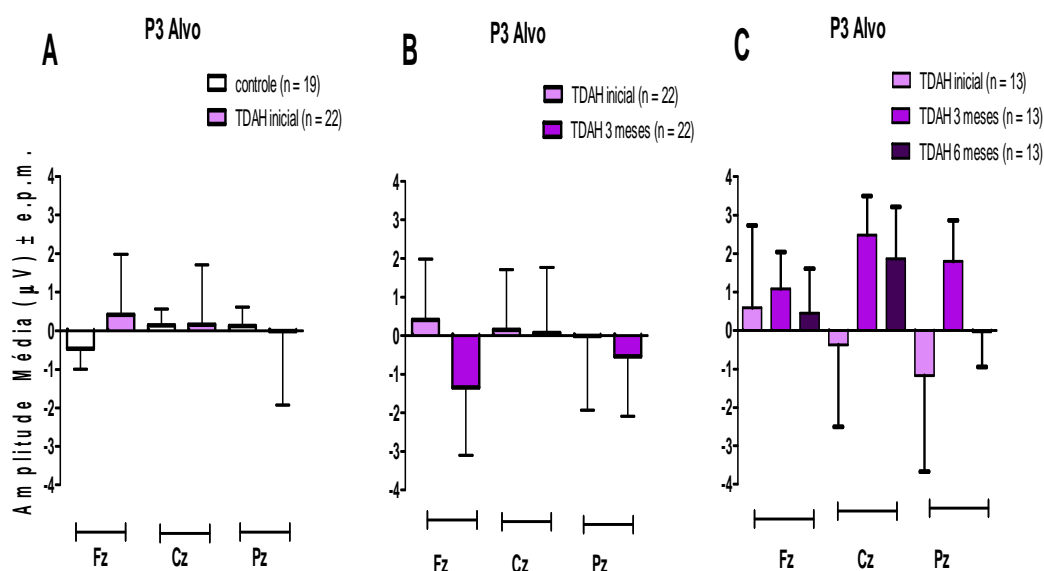 A
P3 Alvo
controle (n = 19)
TDAH inicial (n = 22)
Amplitude Média (µV) ± e.p.m.
4
3
2
1
0
-1
-2
-3
-4
Fz
Cz
Pz
B
P3 Alvo
TDAH inicial (n = 22)
TDAH 3 meses (n = 22)
4
3
2
1
0
-1
-2
-3
-4
Fz
Cz
Pz
C
P3 Alvo
TDAH inicial (n = 13)
TDAH 3 meses (n = 13)
TDAH 6 meses (n = 13)
4
3
2
1
0
-1
-2
-3
-4
Fz
Cz
Pz